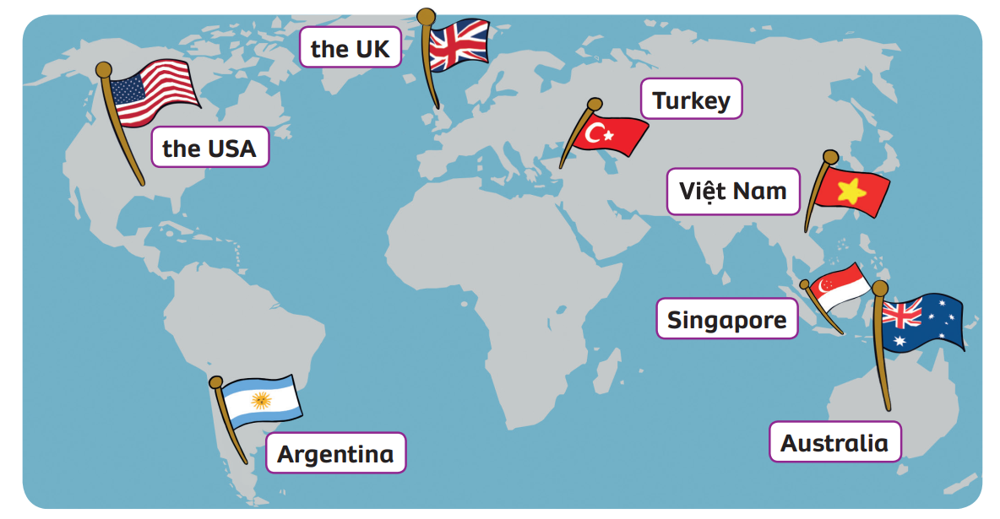 the UK
the USA
Turkey
Việt Nam
Singapore
Argentina
Australia